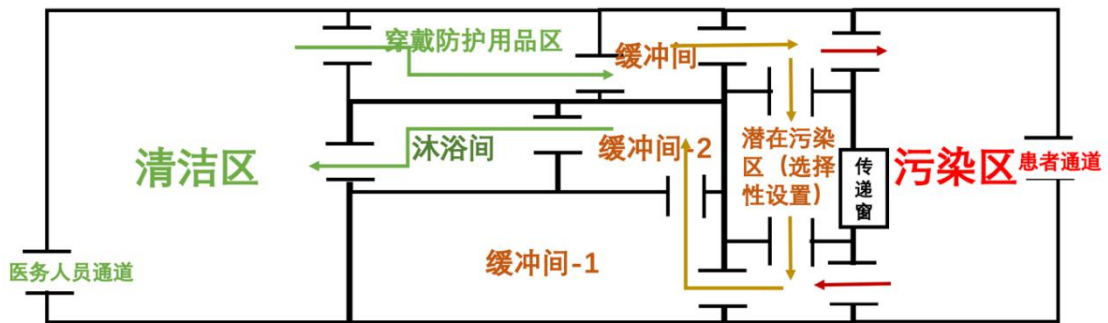 穿戴防护用品区
缓冲间
清洁区
沐浴间
缓冲间-2
潜在污染
区（选择
性设置）
传递窗
污染区
患者通道
医务人员通道
缓冲间-1